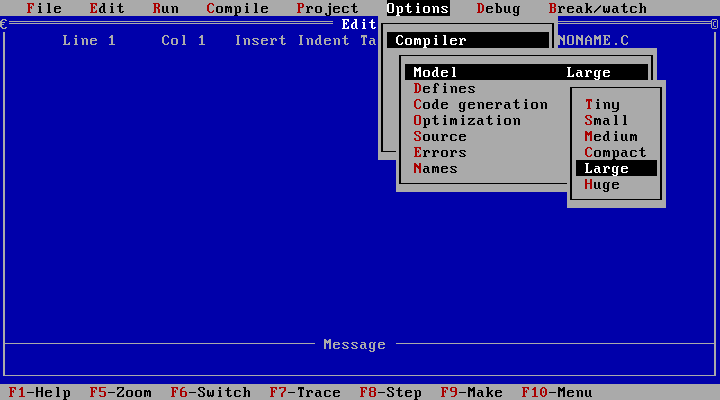 File Edit Run Compile Project Options Debug Break/watch
Edit
Line 1 Col 1 Insert Indent Ta NONAME.C
Compiler
Model Large
Defines
Code generation
Optimization
Source
Errors
Names
Tiny
Small
Medium
Compact
Large
Huge
Message
F1-Help F5-Zoom F6-Switch F7-Trace F8-Step F9-Make F10-Menu